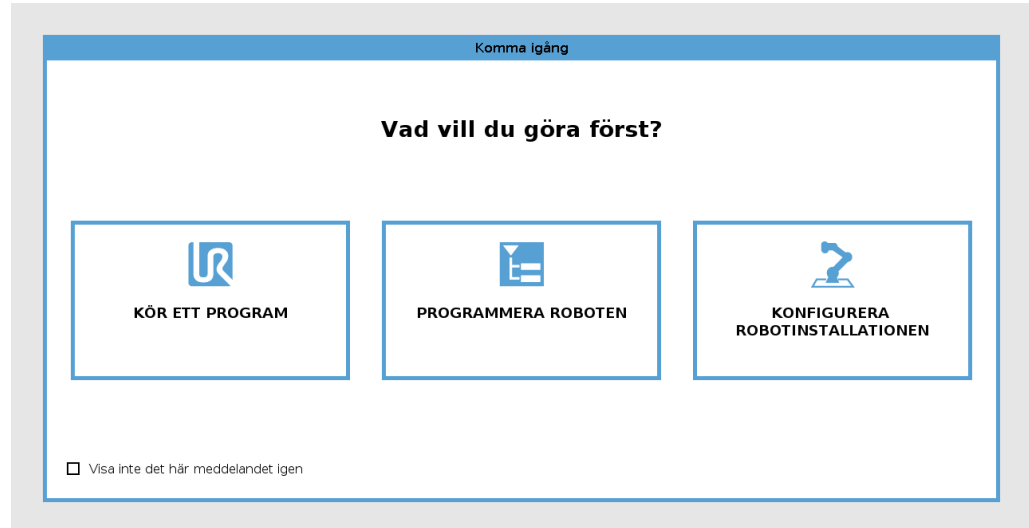 Komma igång
Vad vill du göra först?
KÖR ETT PROGRAM
PROGRAMMERA ROBOTEN
KONFIGURERA
ROBOTINSTALLATIONEN
Visa inte det här meddelandet igen